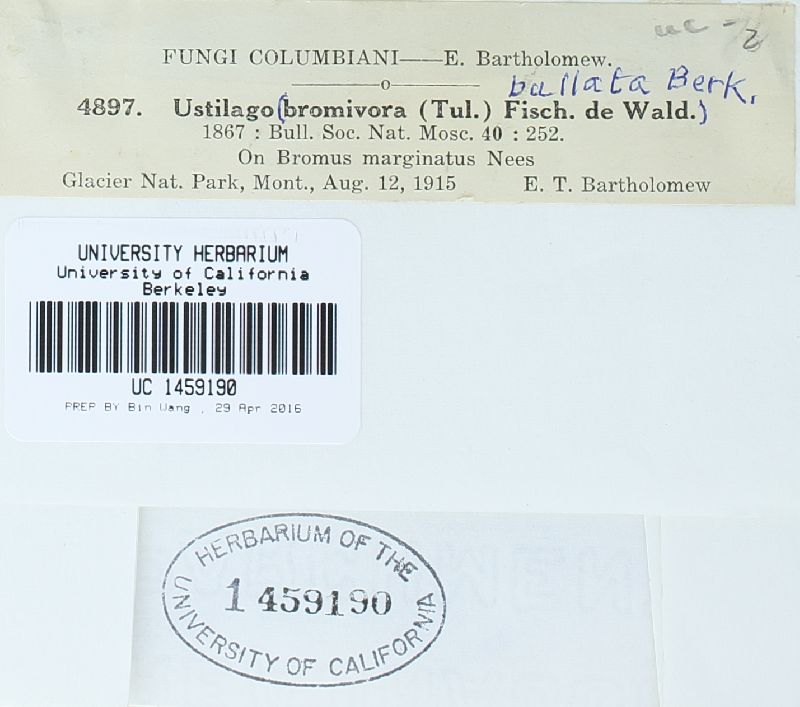 uc - 2
FUNGI COLUMBIANI——E. Bartholomew.
o
bullata Berk.
4897. Ustilago (bromivora (Tul.) Fisch. de Wald.)
1867 : Bull. Soc. Nat. Mosc. 40 : 252.
On Bromus marginatus Nees
Glacier Nat. Park, Mont., Aug. 12, 1915 E. T. Bartholomew
UNIVERSITY HERBARIUM
University of California
Berkeley
UC 1459190
PREP BY Bin Wang , 29 Apr 2016
HERBARIUM OF THE
1459190
UNIVERSITY OF CALIFORNIA